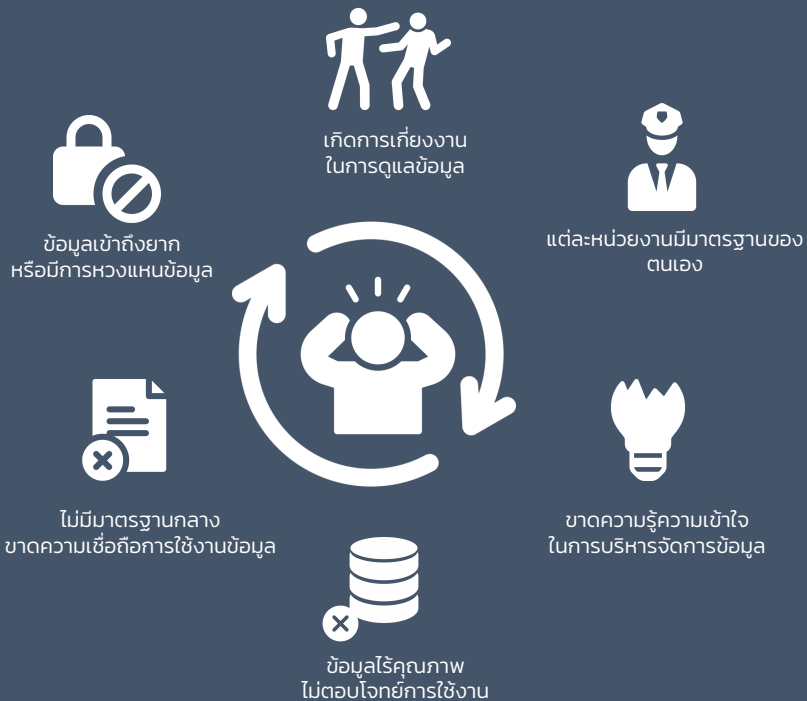 เกิดการเกี่ยงงาน
ในการดูแลข้อมูล
ข้อมูลเข้าถึงยาก
หรือมีการหวงแหนข้อมูล
แต่ละหน่วยงานมีมาตรฐานของ
ตนเอง
ไม่มีมาตรฐานกลาง
ขาดความเชื่อถือการใช้งานข้อมูล
ขาดความรู้ความเข้าใจ
ในการบริหารจัดการข้อมูล
ข้อมูลไร้คุณภาพ
ไม่ตอบโจทย์การใช้งาน